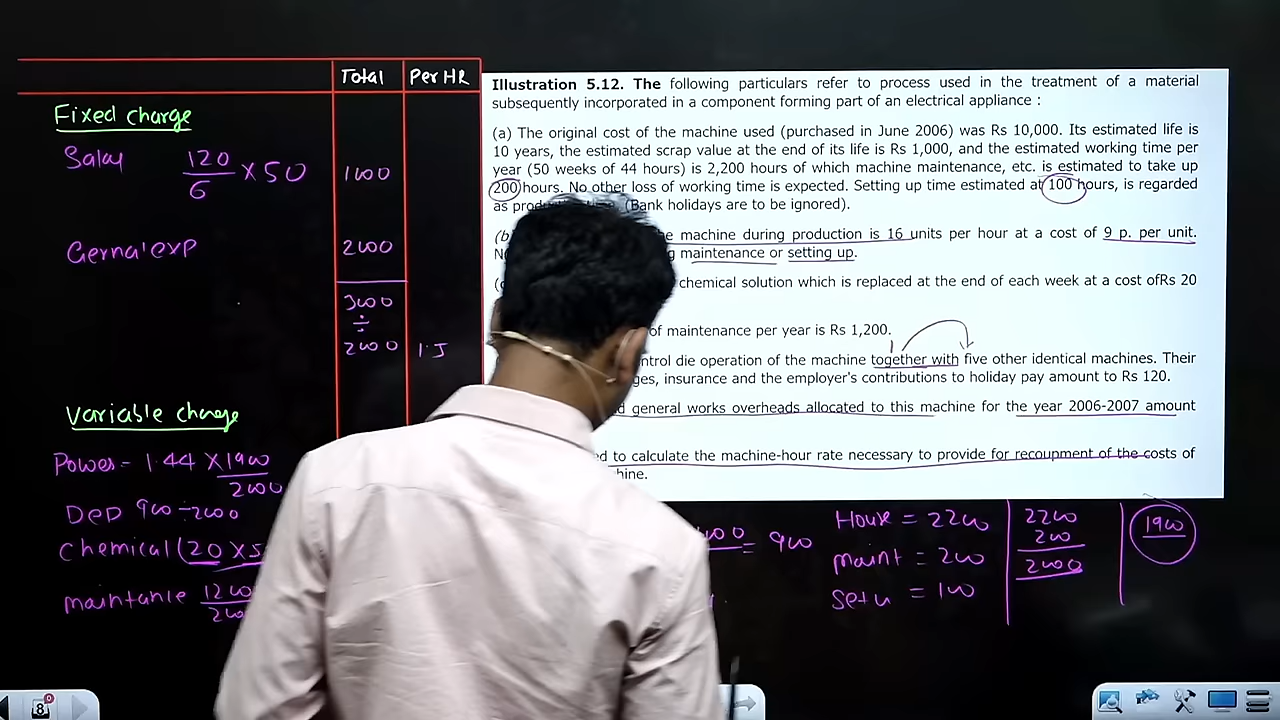 Total
Per HR
Fixed charge
Salay 120/6 × 50 1000
Gernal exp 2000
3000
÷
2000 1.5
Variable charge
Power = 1.44 × 1900/2000
Dep 900 ÷ 2000
Chemical (20 × 5
maintanle 1200/200
Illustration 5.12. The following particulars refer to process used in the treatment of a material
subsequently incorporated in a component forming part of an electrical appliance :
(a) The original cost of the machine used (purchased in June 2006) was Rs 10,000. Its estimated life is
10 years, the estimated scrap value at the end of its life is Rs 1,000, and the estimated working time per
year (50 weeks of 44 hours) is 2,200 hours of which machine maintenance, etc. is estimated to take up
200 hours. No other loss of working time is expected. Setting up time estimated at 100 hours, is regarded
as (Bank holidays are to be ignored).
machine during production is 16 units per hour at a cost of 9 p. per unit.
maintenance or setting up.
chemical solution which is replaced at the end of each week at a cost ofRs 20
of maintenance per year is Rs 1,200.
die operation of the machine together with five other identical machines. Their
insurance and the employer's contributions to holiday pay amount to Rs 120.
general works overheads allocated to this machine for the year 2006-2007 amount
to calculate the machine-hour rate necessary to provide for recoupment of the costs of
= 900
House = 2200
maint = 200
Setu = 100
2200
200
2000
1900
8